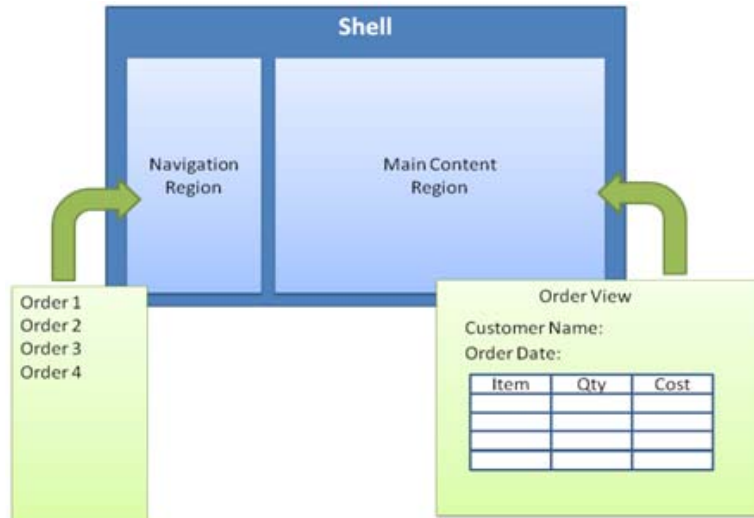 Shell
Navigation
Region
Main Content
Region
Order 1
Order 2
Order 3
Order 4
Order View
Customer Name:
Order Date:
Item Qty Cost